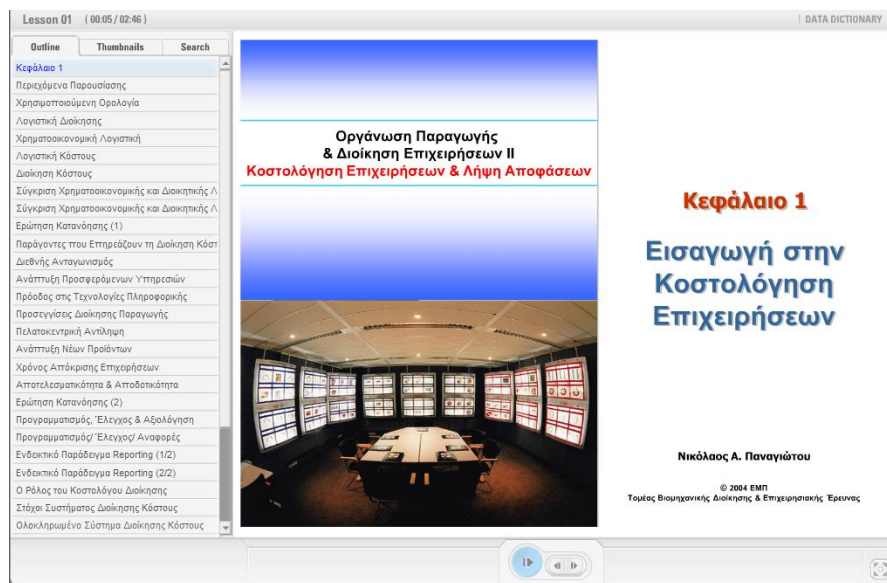 Lesson 01 ( 00:05 / 02:46 )
| DATA DICTIONARY
Outline Thumbnails Search
Κεφάλαιο 1
Περιεχόμενα Παρουσίασης
Χρησιμοποιούμενη Ορολογία
Λογιστική Διοίκησης
Χρηματοοικονομική Λογιστική
Λογιστική Κόστους
Διοίκηση Κόστους
Σύγκριση Χρηματοοικονομικής και Διοικητικής Λ
Σύγκριση Χρηματοοικονομικής και Διοικητικής Λ
Ερώτηση Κατανόησης (1)
Παράγοντες που Επηρεάζουν τη Διοίκηση Κόστ
Διεθνής Ανταγωνισμός
Ανάπτυξη Προσφερόμενων Υπηρεσιών
Πρόοδος στις Τεχνολογίες Πληροφορικής
Προσεγγίσεις Διοίκησης Παραγωγής
Πελατοκεντρική Αντίληψη
Ανάπτυξη Νέων Προϊόντων
Χρόνος Απόκρισης Επιχειρήσεων
Αποτελεσματικότητα & Αποδοτικότητα
Ερώτηση Κατανόησης (2)
Προγραμματισμός, Έλεγχος & Αξιολόγηση
Προγραμματισμός/ Έλεγχος/ Αναφορές
Ενδεικτικό Παράδειγμα Reporting (1/2)
Ενδεικτικό Παράδειγμα Reporting (2/2)
Ο Ρόλος του Κοστολόγου Διοίκησης
Στόχοι Συστήματος Διοίκησης Κόστους
Ολοκληρωμένο Σύστημα Διοίκησης Κόστους
Οργάνωση Παραγωγής
& Διοίκηση Επιχειρήσεων ΙΙ
Κοστολόγηση Επιχειρήσεων & Λήψη Αποφάσεων
Κεφάλαιο 1
Εισαγωγή στην
Κοστολόγηση
Επιχειρήσεων
Νικόλαος Α. Παναγιώτου
© 2004 ΕΜΠ
Τομέας Βιομηχανικής Διοίκησης & Επιχειρησιακής Έρευνας